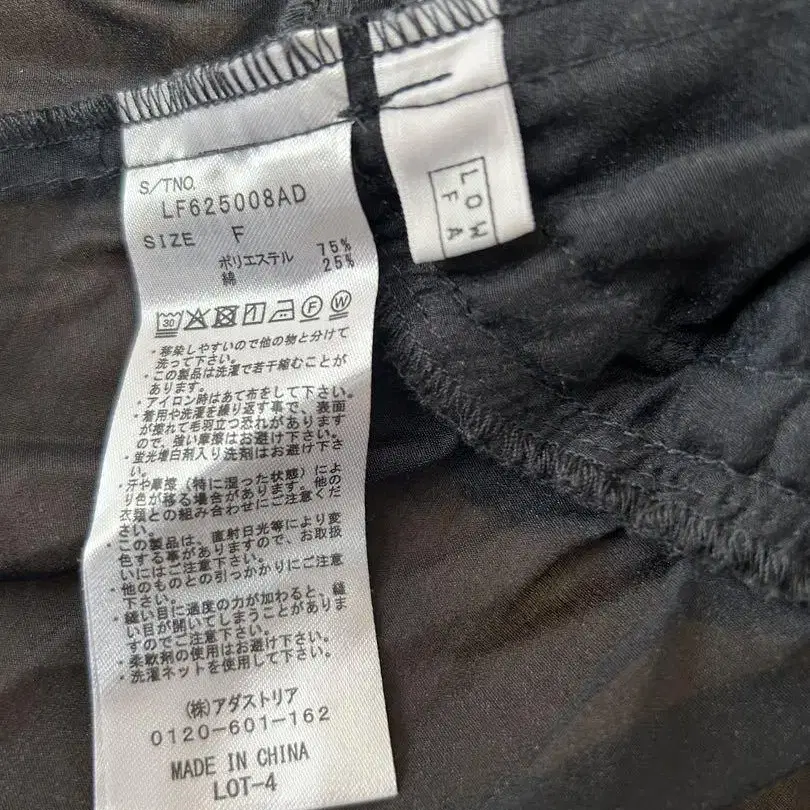 S/TNO.
LF625008AD
SIZE F
ポリエステル 75%
綿 25%
30 F W
・移染しやすいので他の物と分けて
洗って下さい。
・この製品は洗濯で若干縮むことが
あります。
・アイロン時はあて布をして下さい。
・着用や洗濯を繰り返す事で、表面
が擦れて毛羽立つ恐れがあります
ので、強い摩擦はお避け下さい。
・蛍光増白剤入り洗剤はお避け下さ
い。
・汗や摩擦（特に湿った状態）によ
り色が移る場合があります。他の
衣類との組み合わせにご注意くだ
さい。
・この製品は、直射日光等により変
色する事がありますので、お取扱
いにはご注意下さい。
・他のものとの引っかかりにご注意
下さい。
・縫い目に過度の力が加わると、縫
い目が開いてしまうことがありま
すのでご注意下さい。
・柔軟剤の使用はお避け下さい。
・洗濯ネットを使用して下さい。
(株)アダストリア
0120-601-162
MADE IN CHINA
LOT-4
LOW
FA